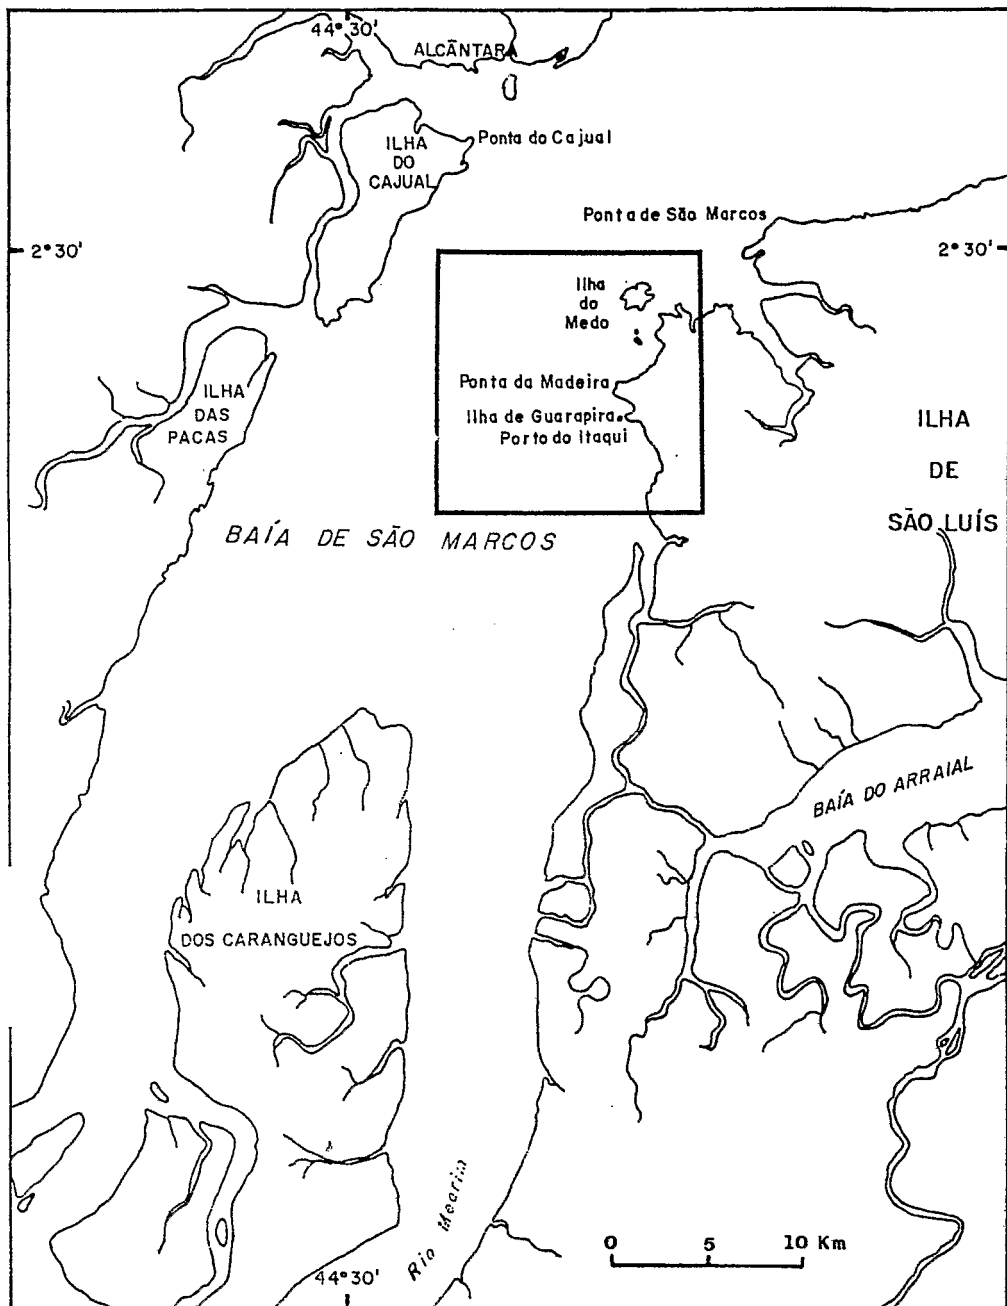 44°30'
ALCÂNTARA
Ponta do Cajual
ILHA
DO
CAJUAL
Ponta de São Marcos
2°30'
2°30'
Ilha
do
Medo
Ponta da Madeira
ILHA
DAS
PACAS
Ilha de Guarapira
Porto do Itaqui
ILHA
DE
SÃO LUÍS
BAÍA DE SÃO MARCOS
BAÍA DO ARRAIAL
ILHA
DOS CARANGUEJOS
Rio Mearim
0 5 10 Km
44°30'